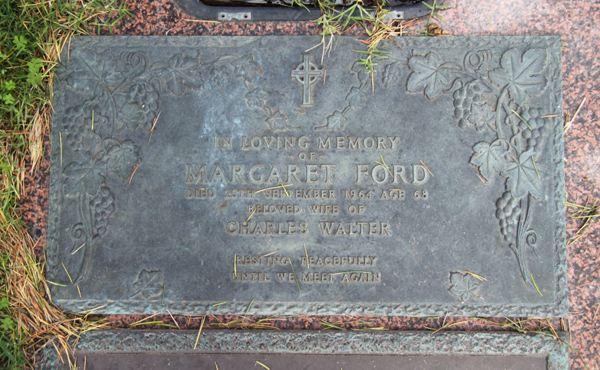 IN LOVING MEMORY
- OF -
MARGARET FORD
DIED 25TH NOVEMBER 1964 AGE 68
BELOVED WIFE OF
CHARLES WALTER
RESTING PEACEFULLY
UNTIL WE MEET AGAIN